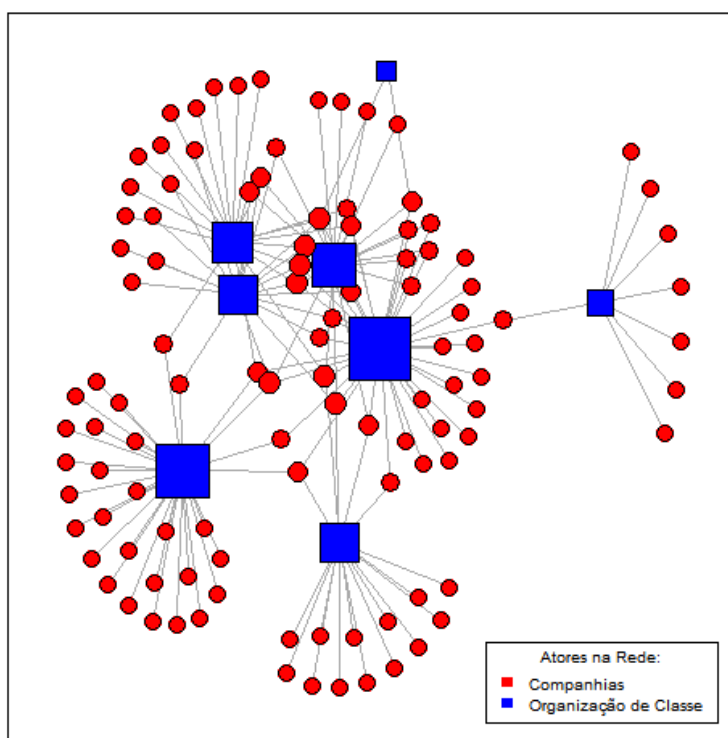 Atores na Rede:
Companhias
Organização de Classe